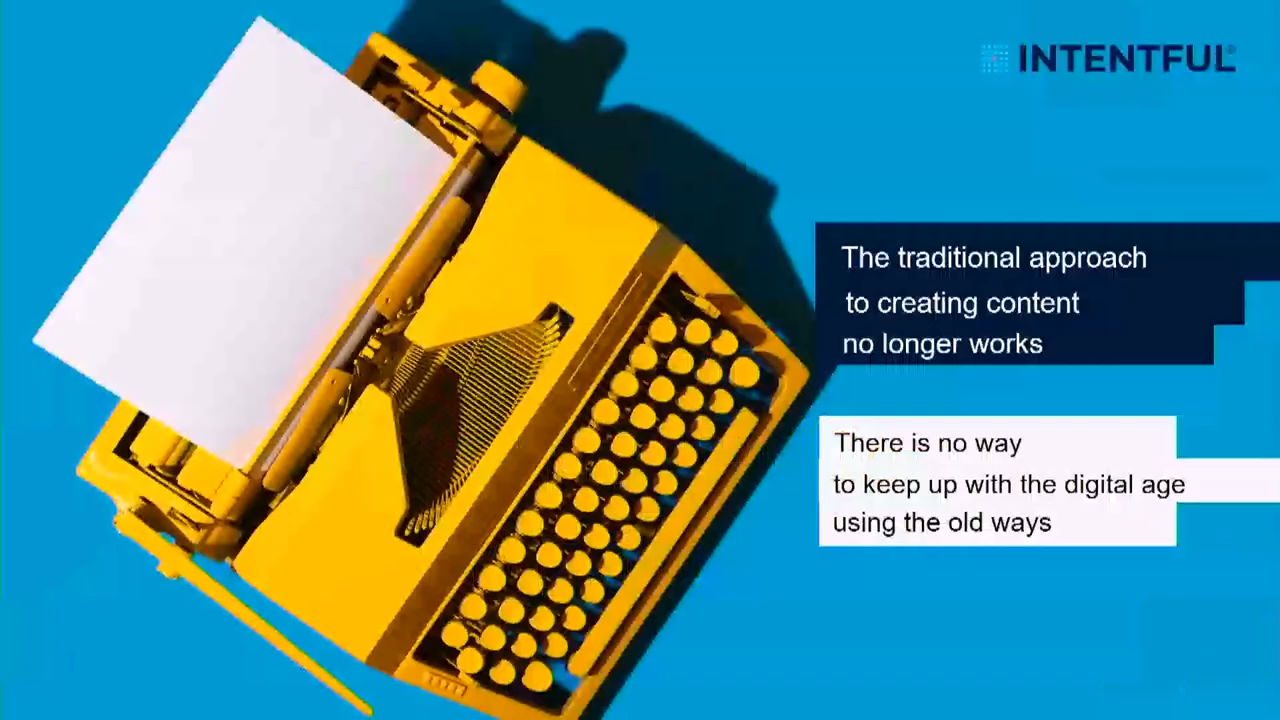 INTENTFUL®
The traditional approach
to creating content
no longer works
There is no way
to keep up with the digital age
using the old ways